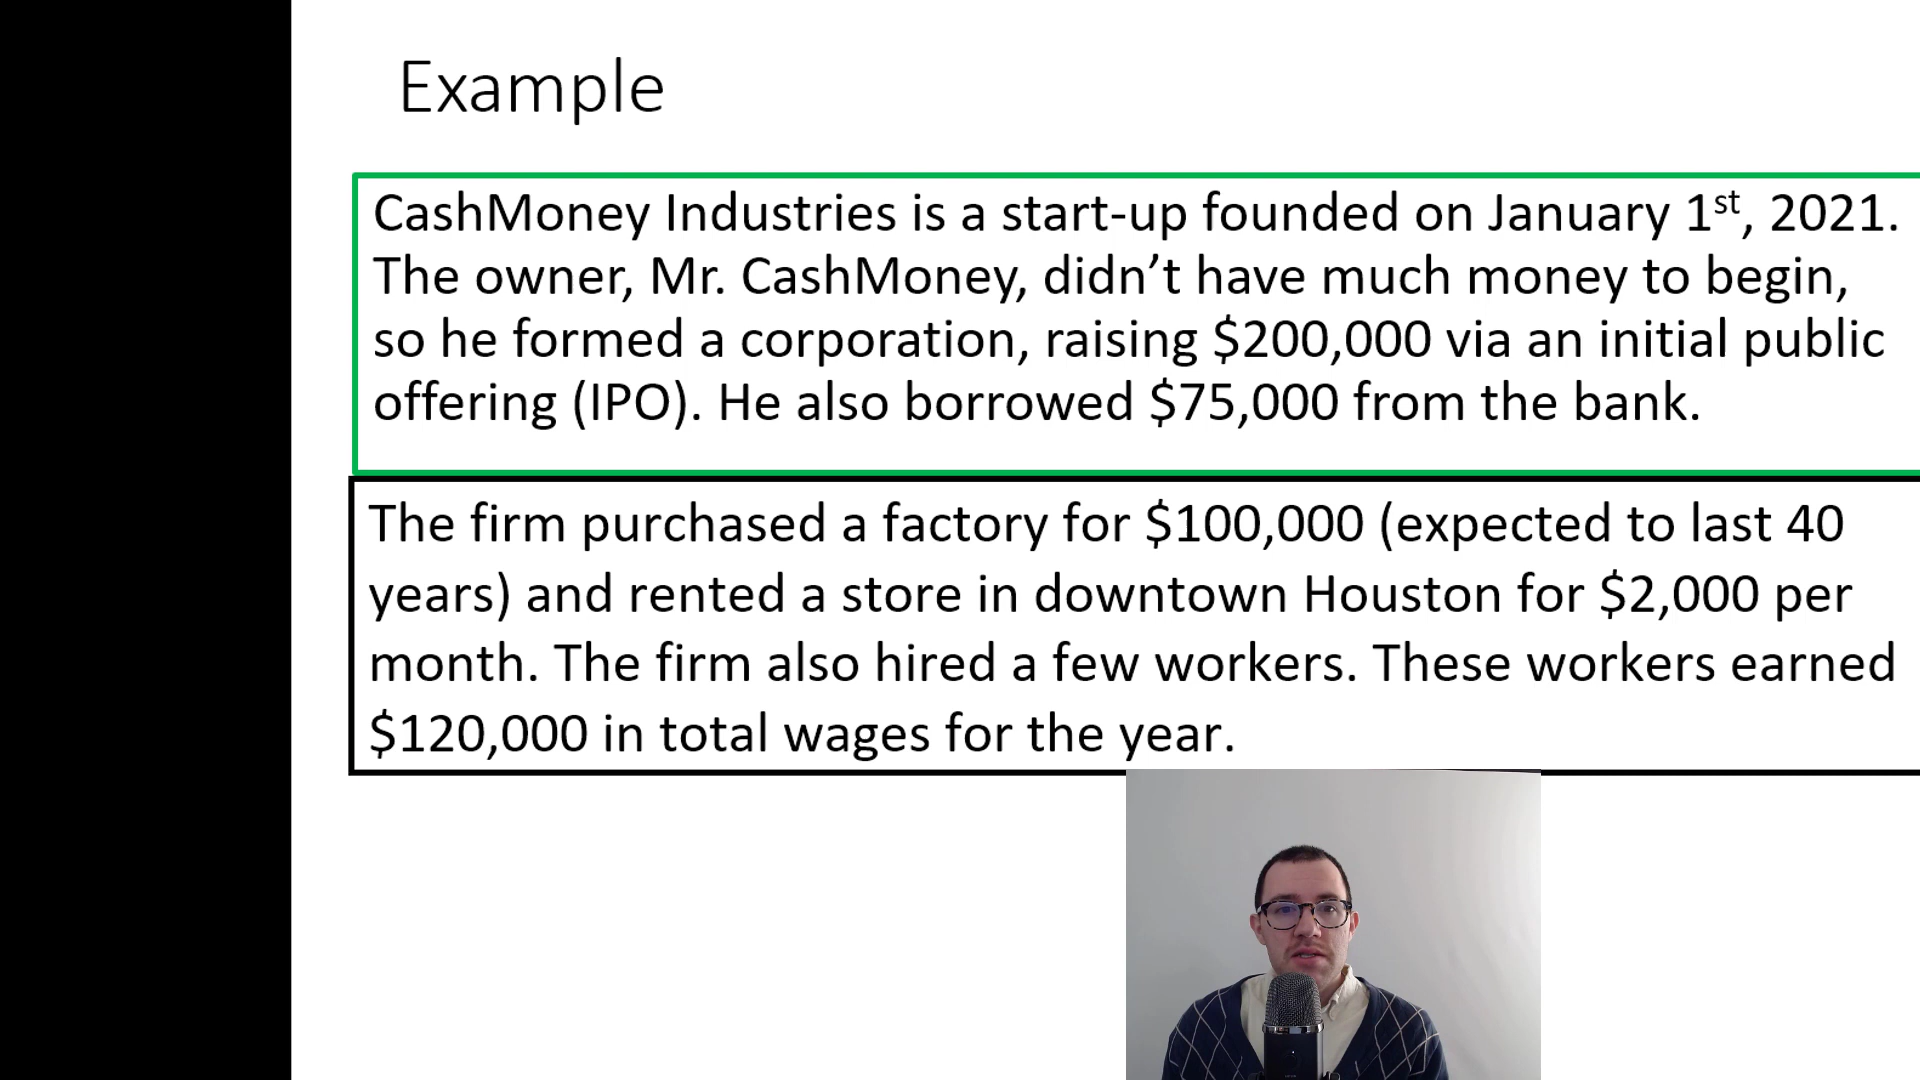 Example
CashMoney Industries is a start-up founded on January 1st, 2021.
The owner, Mr. CashMoney, didn’t have much money to begin,
so he formed a corporation, raising $200,000 via an initial public
offering (IPO). He also borrowed $75,000 from the bank.
The firm purchased a factory for $100,000 (expected to last 40
years) and rented a store in downtown Houston for $2,000 per
month. The firm also hired a few workers. These workers earned
$120,000 in total wages for the year.